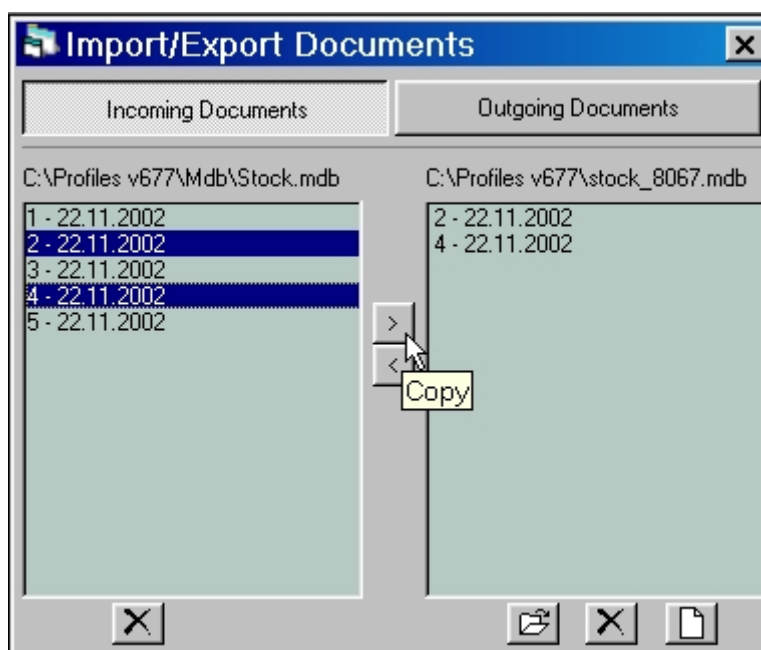 Import/Export Documents
Incoming Documents
Outgoing Documents
C:\Profiles v677\Mdb\Stock.mdb
C:\Profiles v677\stock_8067.mdb
1 - 22.11.2002
2 - 22.11.2002
3 - 22.11.2002
4 - 22.11.2002
5 - 22.11.2002
2 - 22.11.2002
4 - 22.11.2002
>
<
Copy